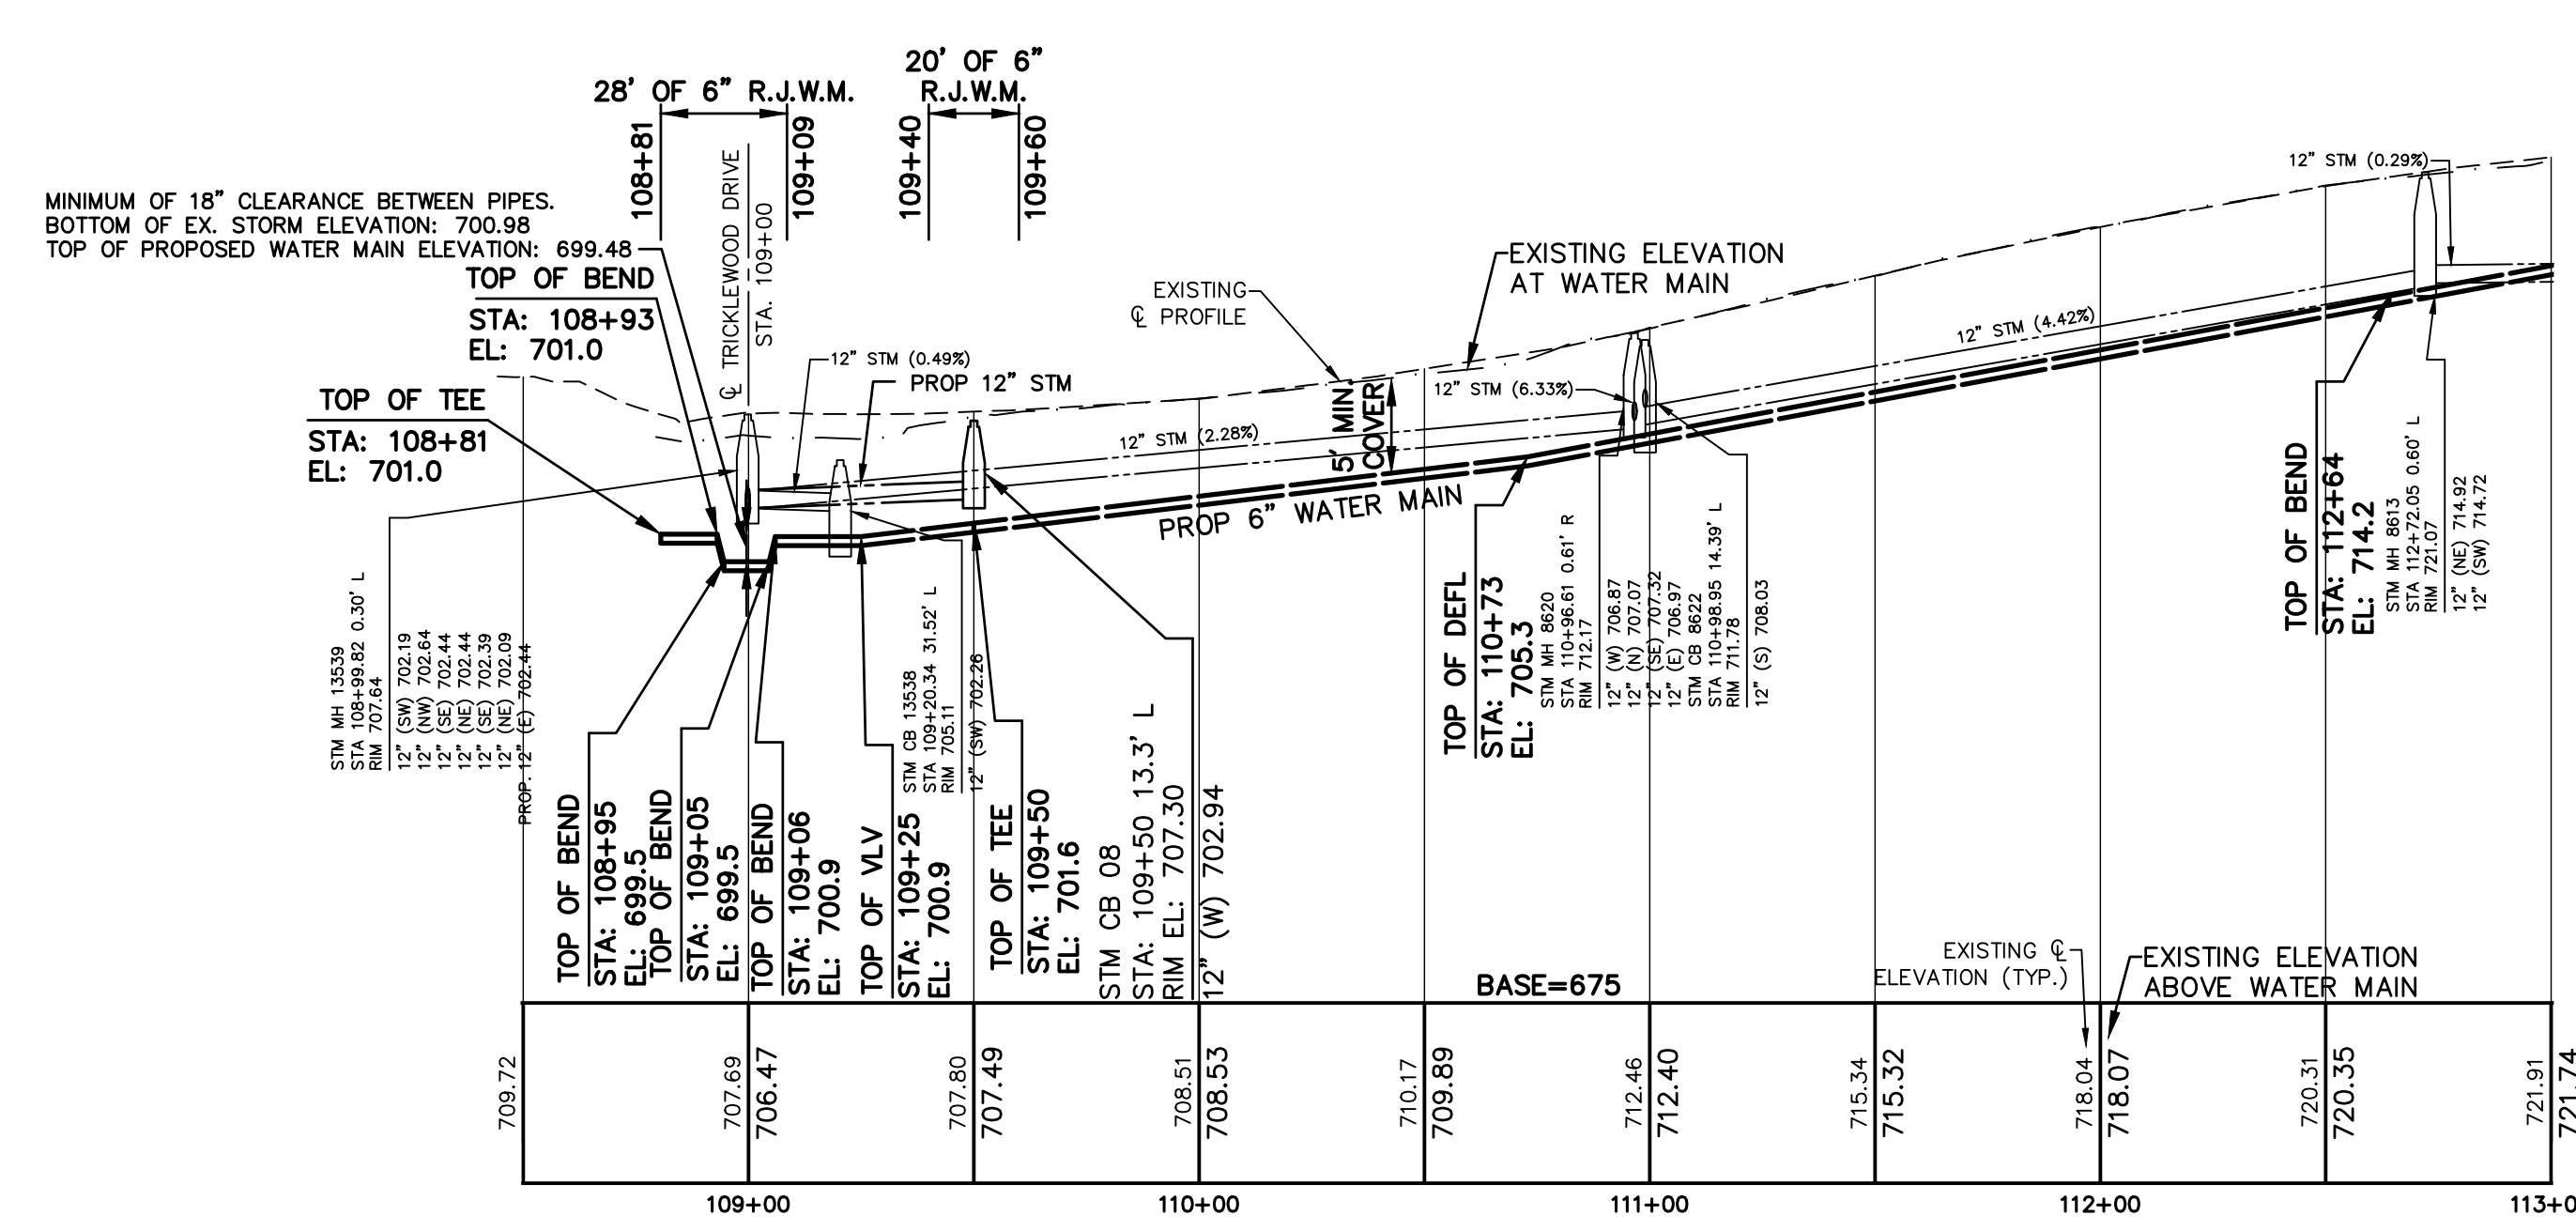 28' OF 6" R.J.W.M.
108+81
109+09
20' OF 6"
R.J.W.M.
109+40
109+60
MINIMUM OF 18" CLEARANCE BETWEEN PIPES.
BOTTOM OF EX. STORM ELEVATION: 700.98
TOP OF PROPOSED WATER MAIN ELEVATION: 699.48
TOP OF BEND
STA: 108+93
EL: 701.0
TOP OF TEE
STA: 108+81
EL: 701.0
℄ TRICKLEWOOD DRIVE
STA. 109+00
12" STM (0.49%)
PROP 12" STM
EXISTING
℄ PROFILE
EXISTING ELEVATION
AT WATER MAIN
12" STM (2.28%)
5' MIN.
COVER
12" STM (6.33%)
PROP 6" WATER MAIN
12" STM (4.42%)
12" STM (0.29%)
STM MH 13539
STA 108+99.82 0.30' L
RIM 707.64
12" (SW) 702.19
12" (NW) 702.64
12" (SE) 702.44
12" (NE) 702.44
12" (SE) 702.39
12" (NE) 702.09
PROP. 12" (E) 702.44
TOP OF BEND
STA: 108+95
EL: 699.5
TOP OF BEND
STA: 109+05
EL: 699.5
TOP OF BEND
STA: 109+06
EL: 700.9
TOP OF VLV
STA: 109+25
EL: 700.9
STM CB 13538
STA 109+20.34 31.52' L
RIM 705.11
12" (SW) 702.26
TOP OF TEE
STA: 109+50
EL: 701.6
STM CB 08
STA: 109+50 13.3' L
RIM EL: 707.30
12" (W) 702.94
TOP OF DEFL
STA: 110+73
EL: 705.3
STM MH 8620
STA 110+96.61 0.61' R
RIM 712.17
12" (W) 706.87
12" (N) 707.07
12" (SE) 707.32
12" (E) 706.97
STM CB 8622
STA 110+98.95 14.39' L
RIM 711.78
12" (S) 708.03
TOP OF BEND
STA: 112+64
EL: 714.2
STM MH 8613
STA 112+72.05 0.60' L
RIM 721.07
12" (NE) 714.92
12" (SW) 714.72
BASE=675
EXISTING ℄
ELEVATION (TYP.)
EXISTING ELEVATION
ABOVE WATER MAIN
709.72
707.69
706.47
707.80
707.49
708.51
708.53
710.17
709.89
712.46
712.40
715.34
715.32
718.04
718.07
720.31
720.35
721.91
721.74
109+00
110+00
111+00
112+00
113+0